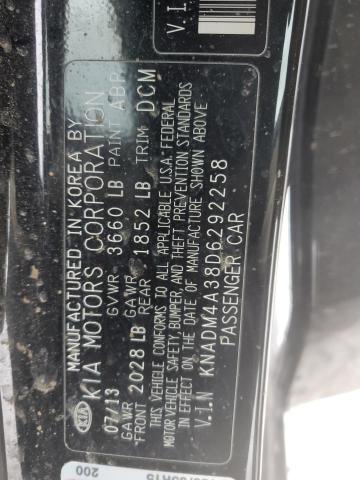 MANUFACTURED IN KOREA BY
KIA KIA MOTORS CORPORATION
07/13 GVWR 3660 LB PAINT ABP
GAWR FRONT 2028 LB GAWR REAR 1852 LB TRIM DCM
THIS VEHICLE CONFORMS TO ALL APPLICABLE U.S.A. FEDERAL
MOTOR VEHICLE SAFETY, BUMPER, AND THEFT PREVENTION STANDARDS
IN EFFECT ON THE DATE OF MANUFACTURE SHOWN ABOVE
V.I.N KNADM4A38D6292258
PASSENGER CAR
V.I.N
200